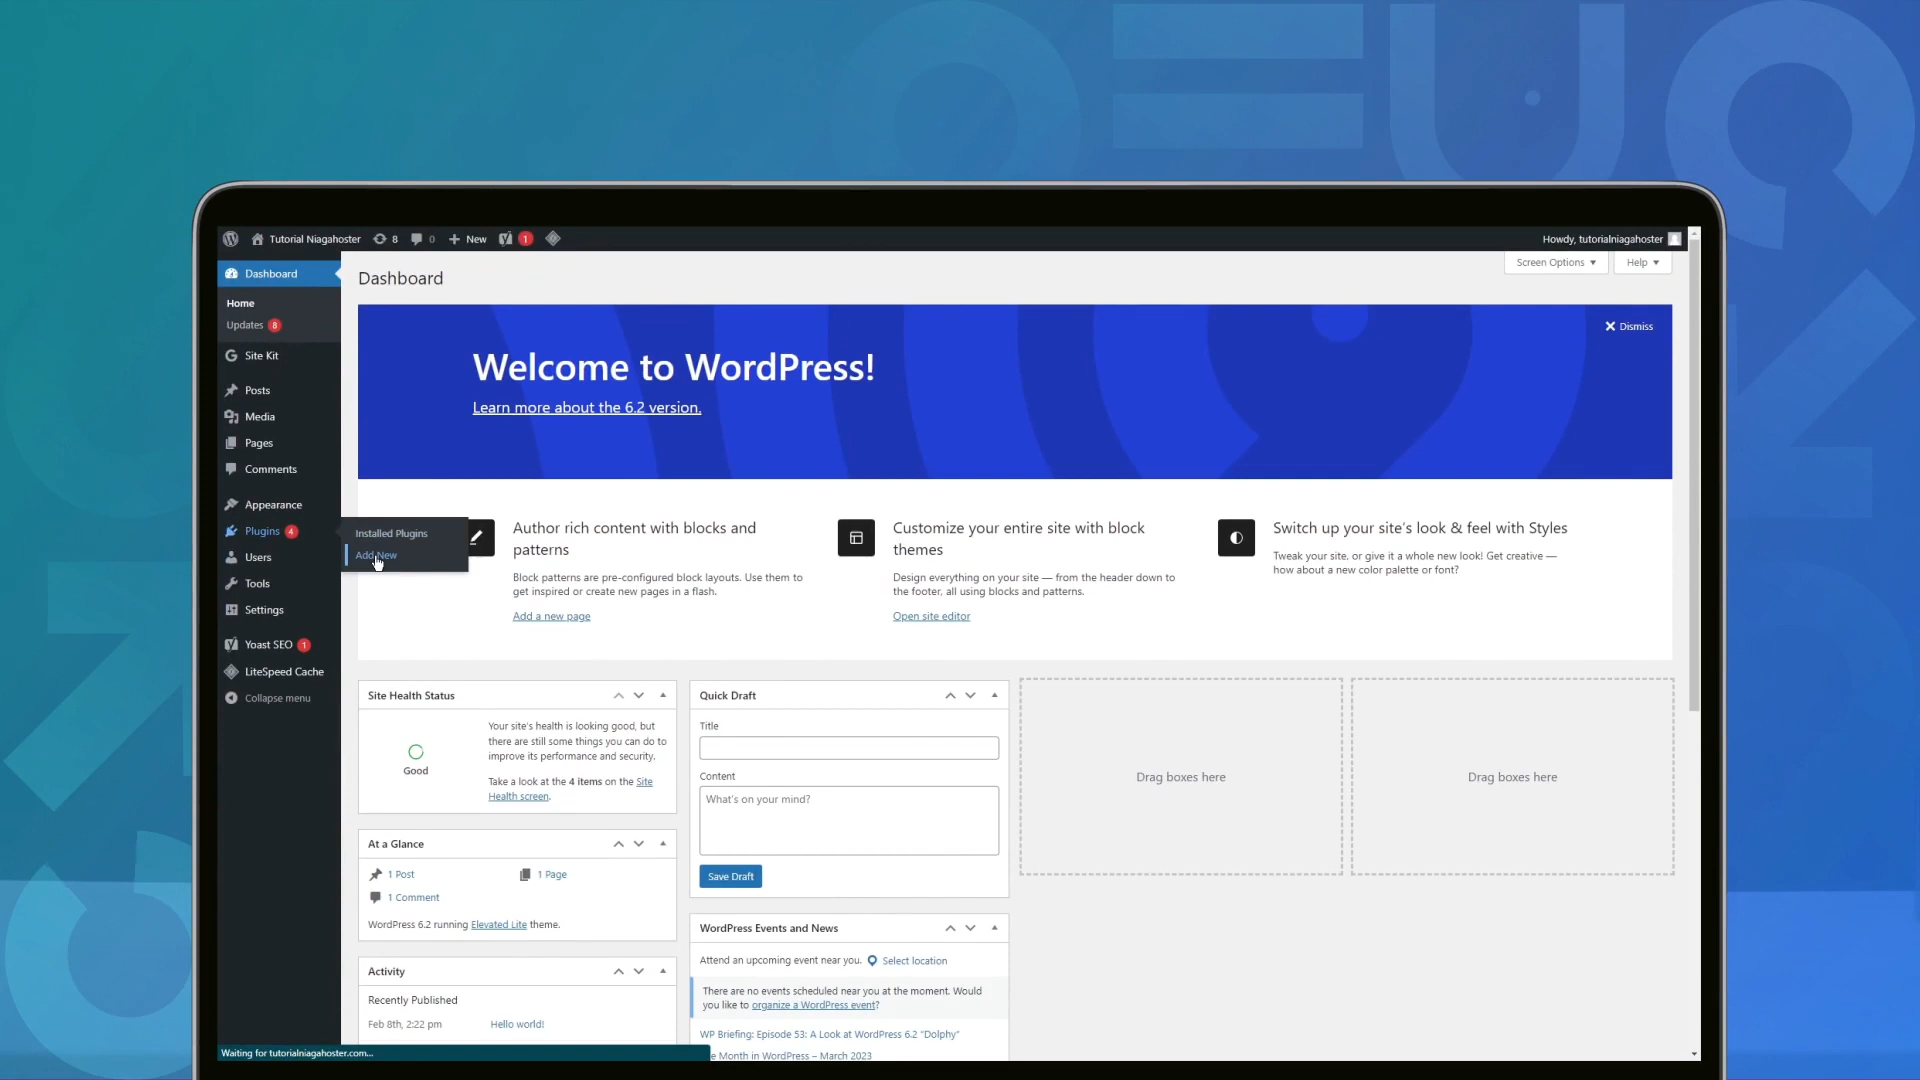 Tutorial Niagahoster 8 0 New 1 Howdy, tutorialniagahoster
Screen Options Help
Dashboard
Home
Updates 8
Site Kit
Posts
Media
Pages
Comments
Appearance
Plugins 4
Users
Tools
Settings
Yoast SEO 1
LiteSpeed Cache
Collapse menu
Installed Plugins
Add New
Dashboard
Dismiss
Welcome to WordPress!
Learn more about the 6.2 version.
Author rich content with blocks and
patterns
Block patterns are pre-configured block layouts. Use them to
get inspired or create new pages in a flash.
Add a new page
Customize your entire site with block
themes
Design everything on your site — from the header down to
the footer, all using blocks and patterns.
Open site editor
Switch up your site's look & feel with Styles
Tweak your site, or give it a whole new look! Get creative —
how about a new color palette or font?
Site Health Status
Good
Your site's health is looking good, but
there are still some things you can do to
improve its performance and security.
Take a look at the 4 items on the Site
Health screen.
At a Glance
1 Post 1 Page
1 Comment
WordPress 6.2 running Elevated Lite theme.
Activity
Recently Published
Feb 8th, 2:22 pm Hello world!
Quick Draft
Title
Content
What's on your mind?
Save Draft
WordPress Events and News
Attend an upcoming event near you. Select location
There are no events scheduled near you at the moment. Would
you like to organize a WordPress event?
WP Briefing: Episode 53: A Look at WordPress 6.2 "Dolphy"
e Month in WordPress – March 2023
Drag boxes here
Drag boxes here
Waiting for tutorialniagahoster.com...